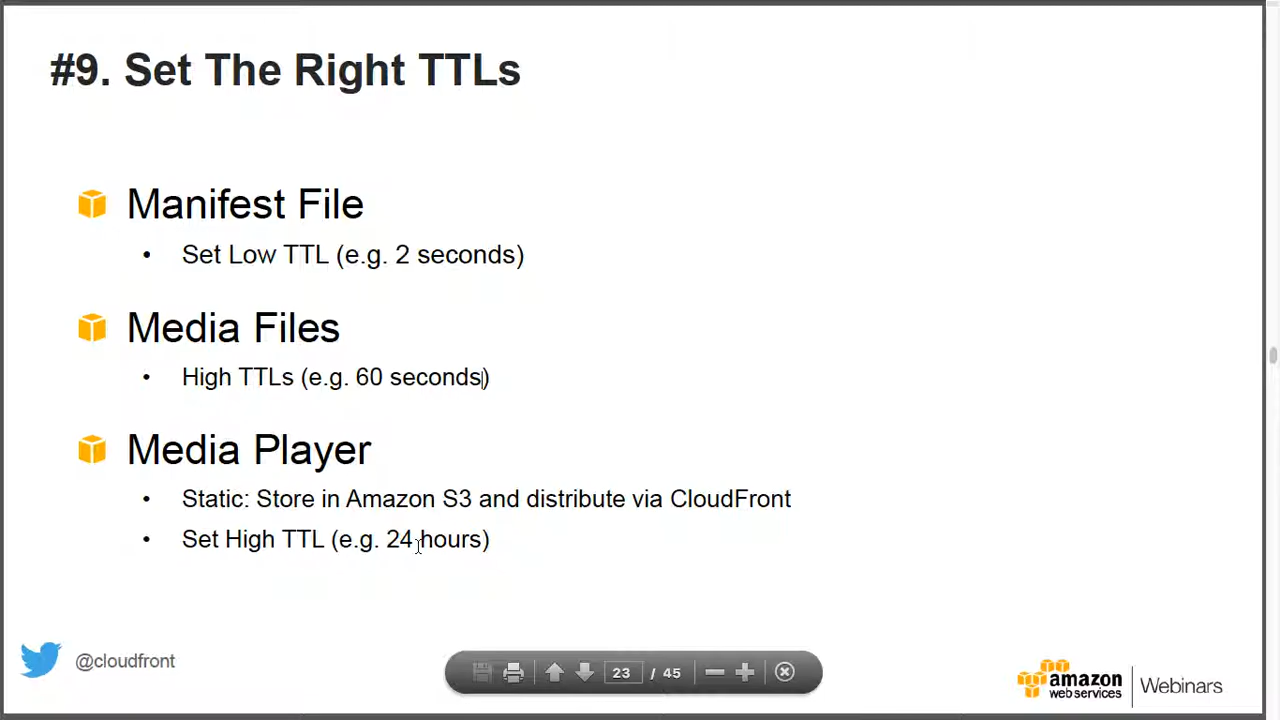 #9. Set The Right TTLs
Manifest File
• Set Low TTL (e.g. 2 seconds)
Media Files
• High TTLs (e.g. 60 seconds)
Media Player
• Static: Store in Amazon S3 and distribute via CloudFront
• Set High TTL (e.g. 24 hours)
@cloudfront
23 / 45
amazon
web services
Webinars